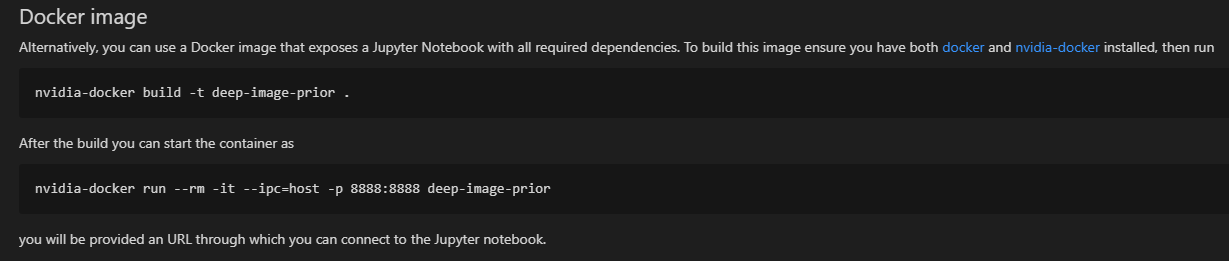 Docker image
Alternatively, you can use a Docker image that exposes a Jupyter Notebook with all required dependencies. To build this image ensure you have both docker and nvidia-docker installed, then run
nvidia-docker build -t deep-image-prior .
After the build you can start the container as
nvidia-docker run --rm -it --ipc=host -p 8888:8888 deep-image-prior
you will be provided an URL through which you can connect to the Jupyter notebook.